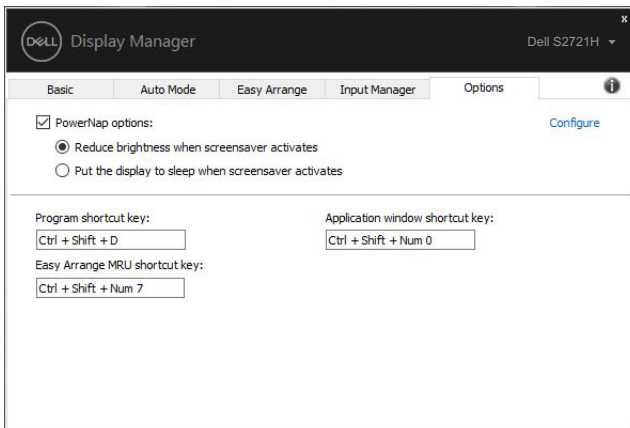 x
DELL Display Manager
Dell S2721H
Basic Auto Mode Easy Arrange Input Manager Options i
PowerNap options: Configure
Reduce brightness when screensaver activates
Put the display to sleep when screensaver activates
Program shortcut key: Application window shortcut key:
Ctrl + Shift + D Ctrl + Shift + Num 0
Easy Arrange MRU shortcut key:
Ctrl + Shift + Num 7